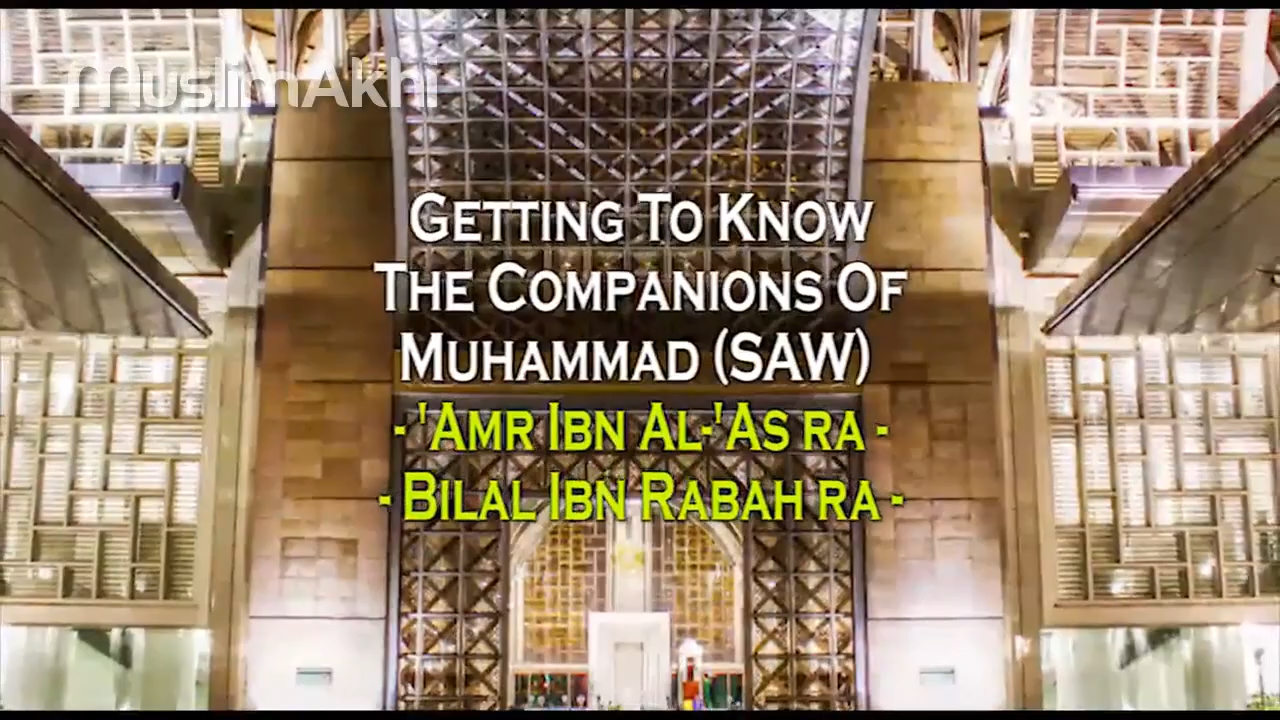 MuslimAkhi
GETTING TO KNOW
THE COMPANIONS OF
MUHAMMAD (SAW)
- 'AMR IBN AL-'AS RA -
- BILAL IBN RABAH RA -